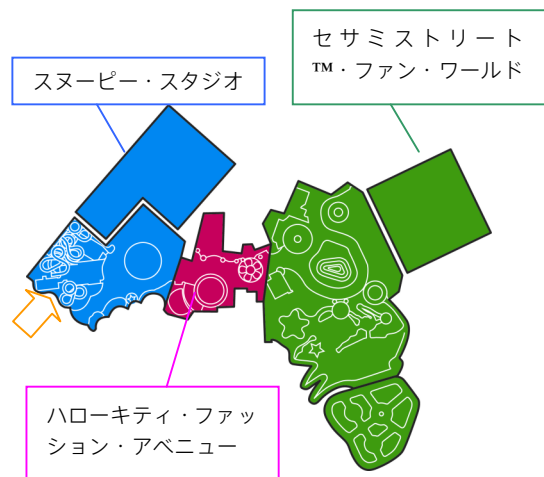 スヌーピー・スタジオ
セサミストリート
™・ファン・ワールド
ハローキティ・ファッ
ション・アベニュー